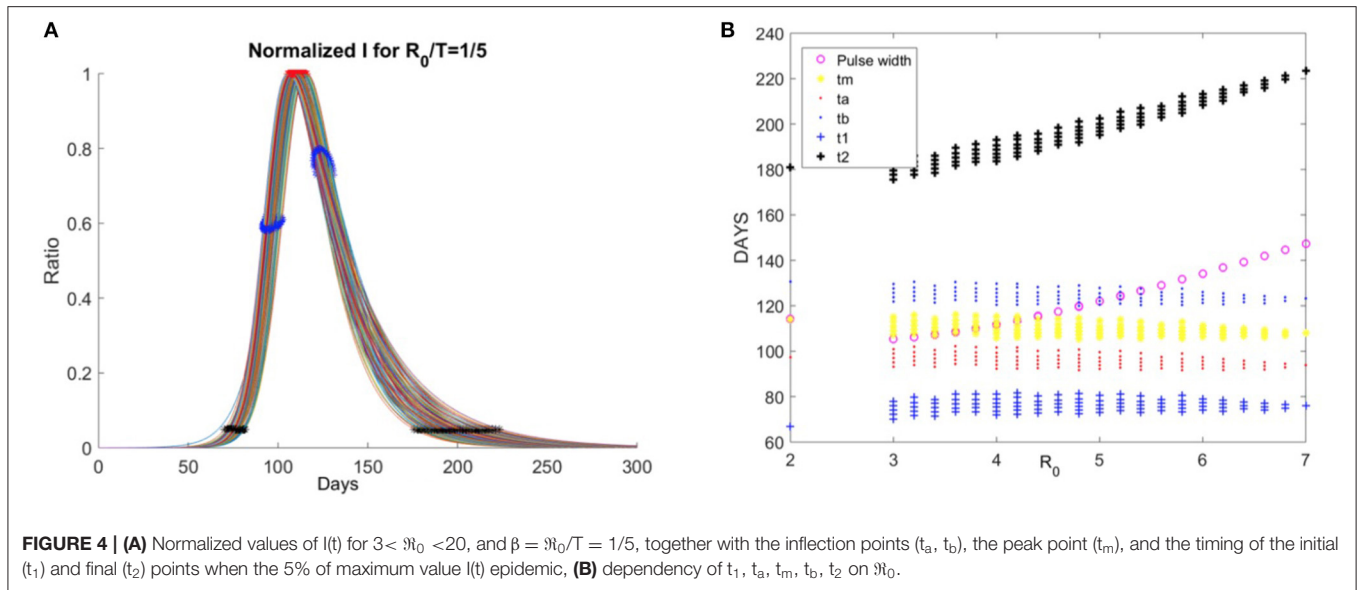 A
Normalized I for R0/T=1/5
1
0.8
0.6
0.4
0.2
0
Ratio
0 50 100 150 200 250 300
Days
B
240
220
200
180
160
140
120
100
80
60
DAYS
Pulse width
tm
ta
tb
t1
t2
2 3 4 5 6 7
R0
FIGURE 4 | (A) Normalized values of I(t) for 3< ℜ0 <20, and β = ℜ0/T = 1/5, together with the inflection points (ta, tb), the peak point (tm), and the timing of the initial
(t1) and final (t2) points when the 5% of maximum value I(t) epidemic, (B) dependency of t1, ta, tm, tb, t2 on ℜ0.